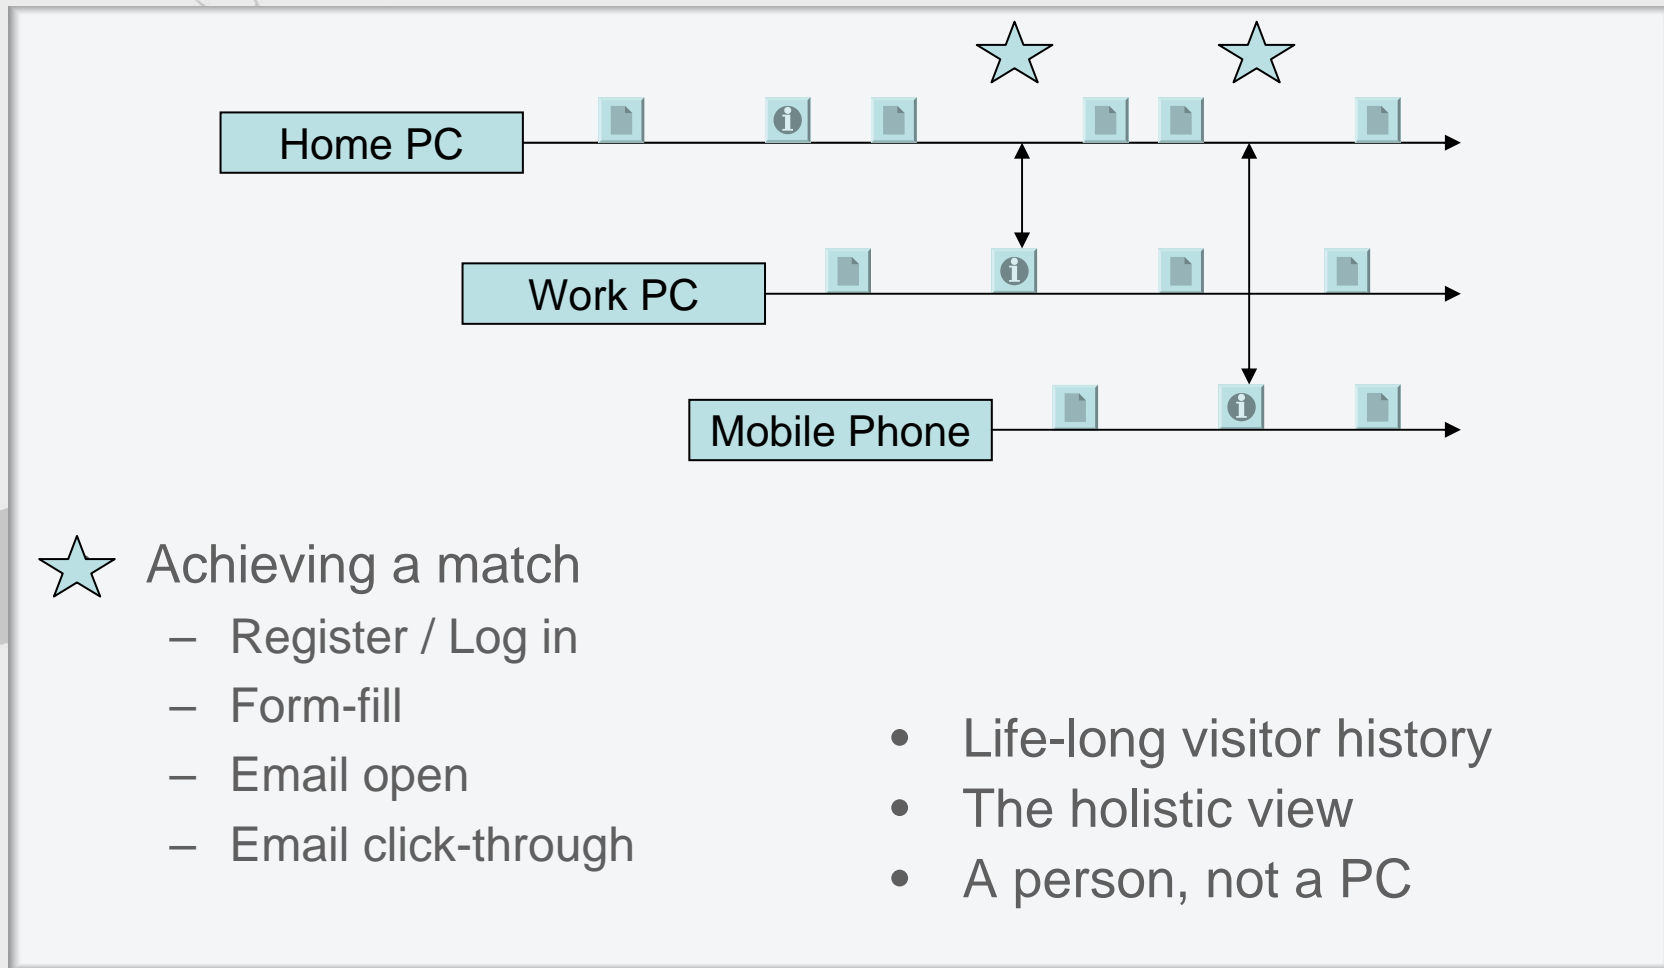 Home PC
Work PC
Mobile Phone
Achieving a match
– Register / Log in
– Form-fill
– Email open
– Email click-through
• Life-long visitor history
• The holistic view
• A person, not a PC